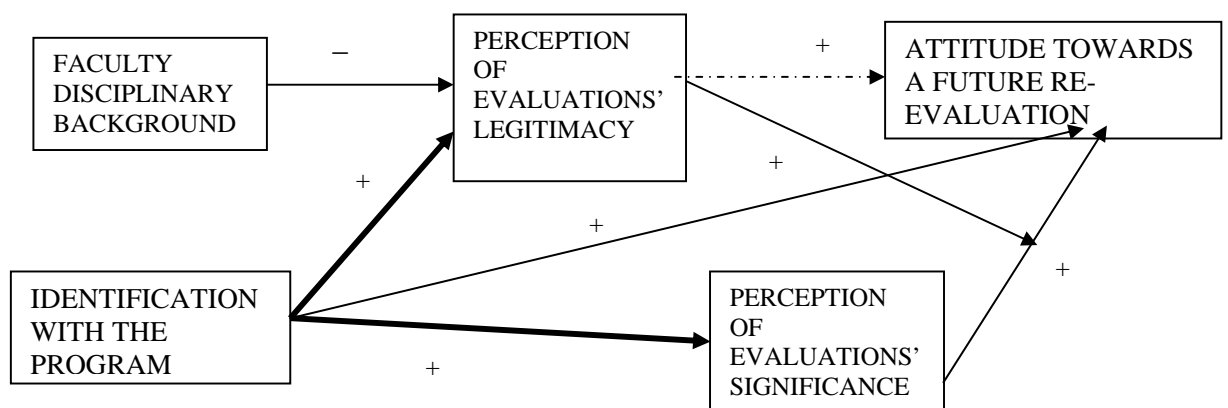 FACULTY
DISCIPLINARY
BACKGROUND
–
PERCEPTION
OF
EVALUATIONS’
LEGITIMACY
+
ATTITUDE TOWARDS
A FUTURE RE-
EVALUATION
+
+
+
IDENTIFICATION
WITH THE
PROGRAM
+
PERCEPTION
OF
EVALUATIONS’
SIGNIFICANCE
+